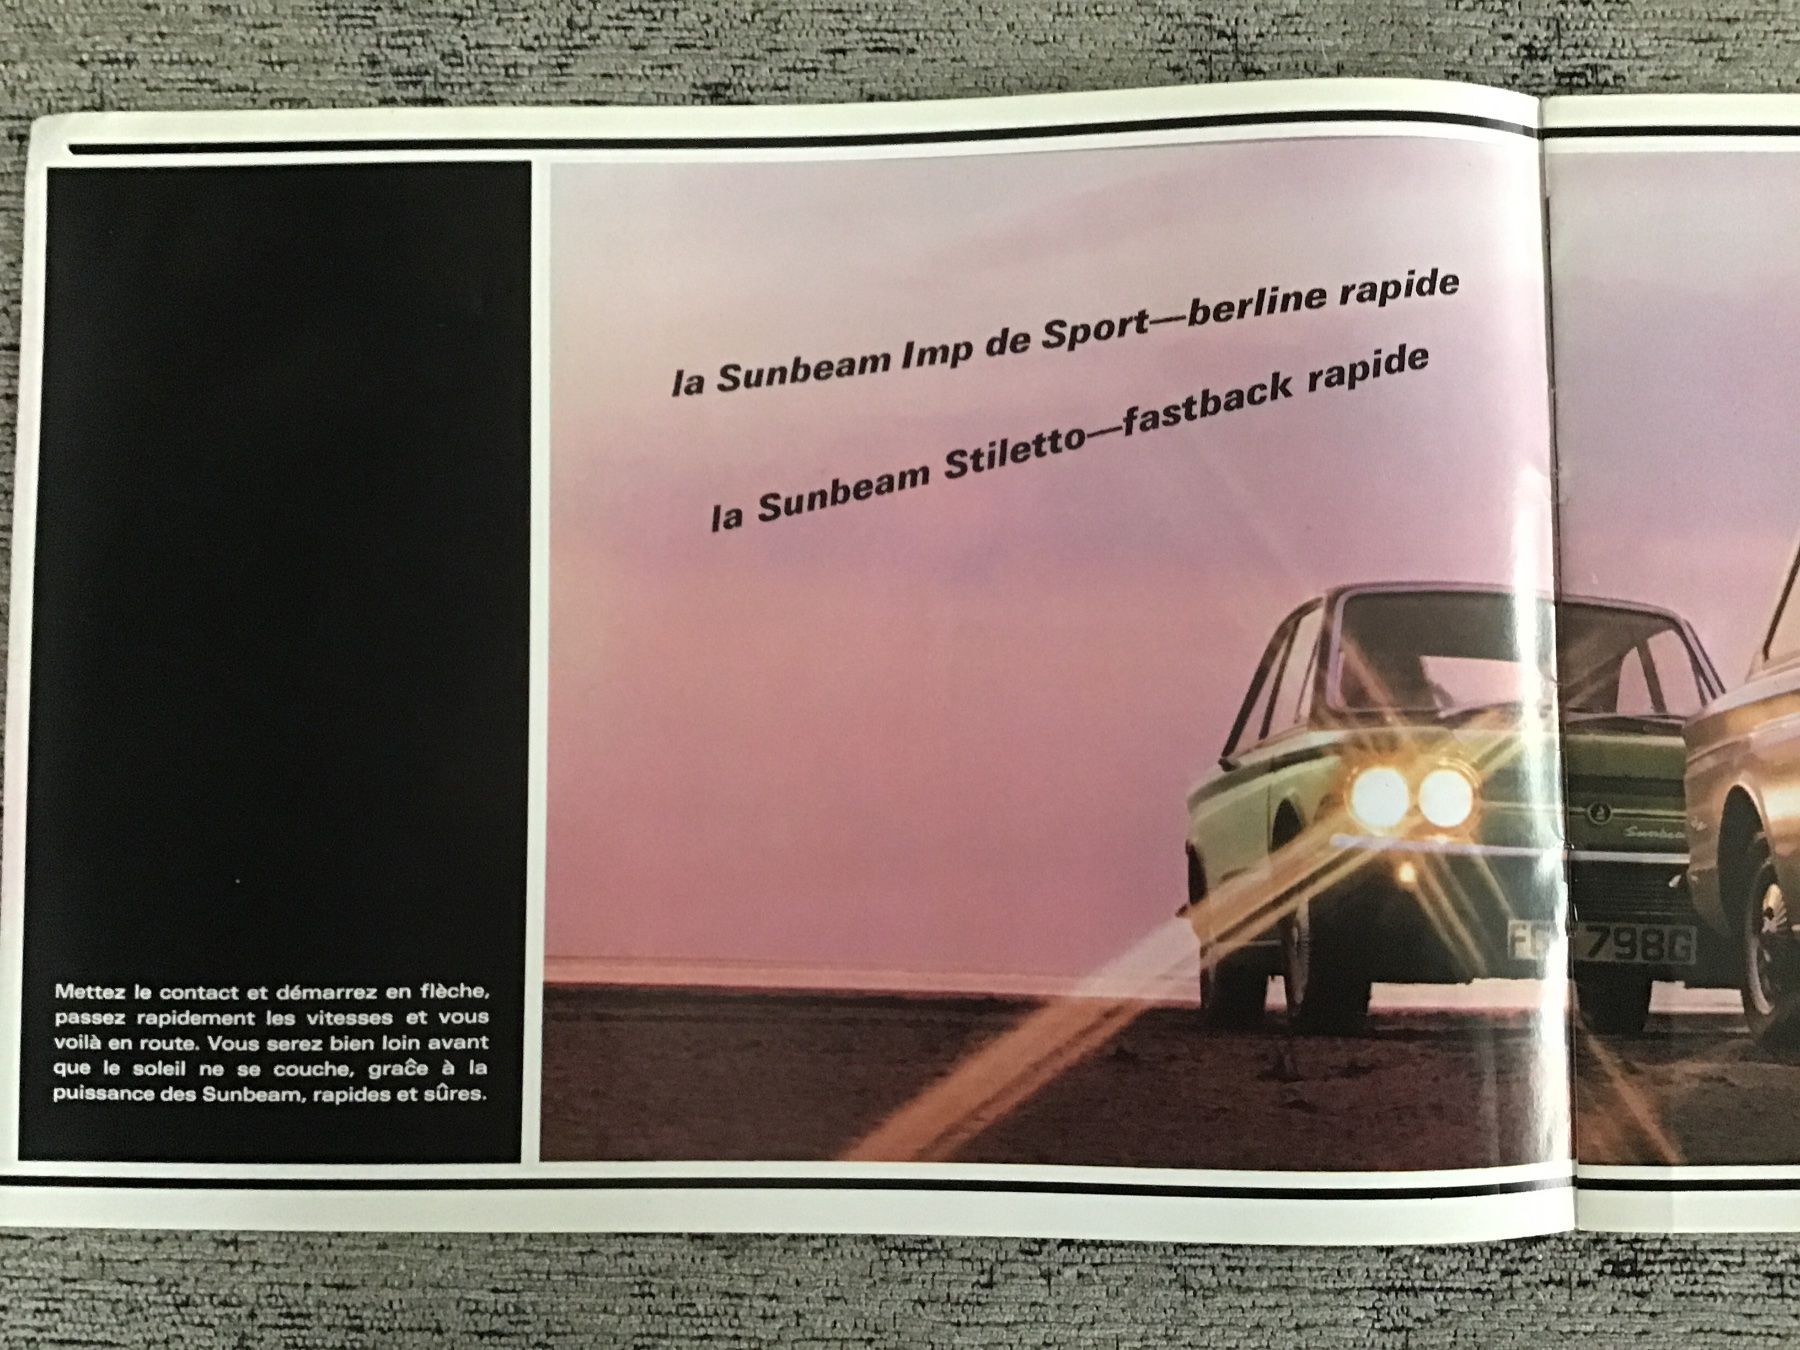 la Sunbeam Imp de Sport—berline rapide
la Sunbeam Stiletto—fastback rapide
Mettez le contact et démarrez en flèche,
passez rapidement les vitesses et vous
voilà en route. Vous serez bien loin avant
que le soleil ne se couche, graĉe à la
puissance des Sunbeam, rapides et sûres.
798G